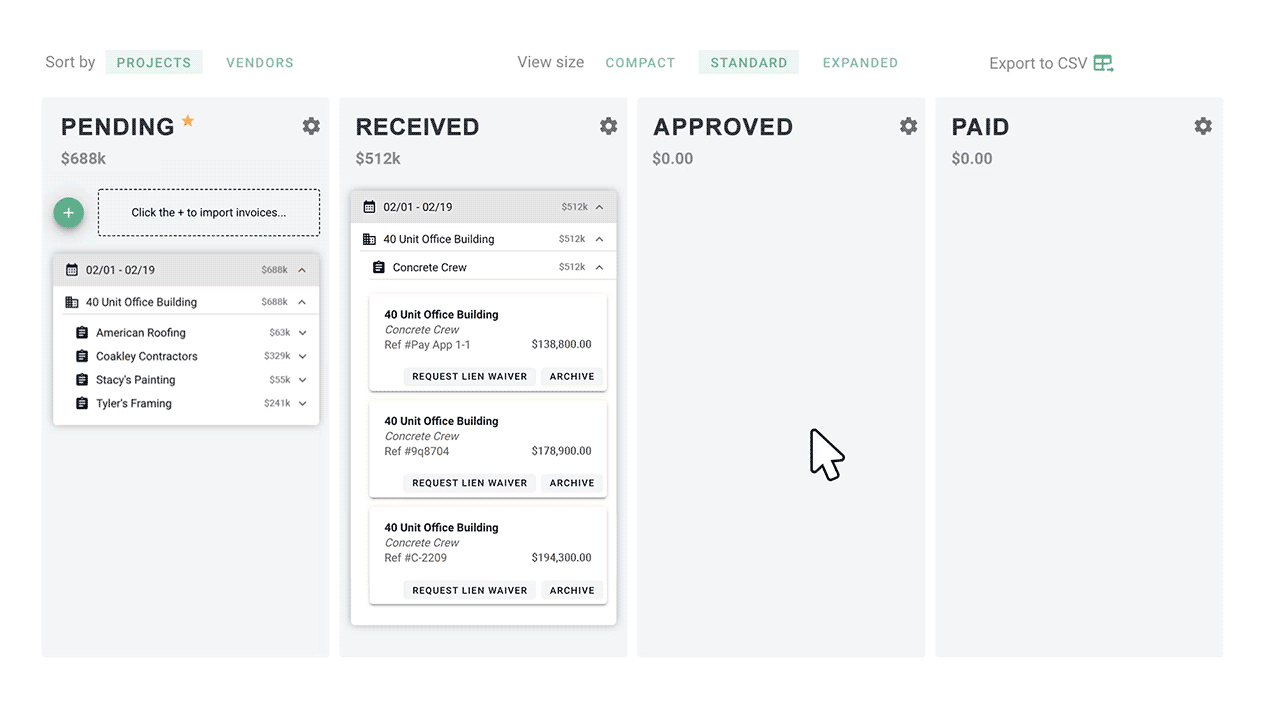 Sort by PROJECTS VENDORS View size COMPACT STANDARD EXPANDED Export to CSV
PENDING
$688k
+
Click the + to import invoices...
02/01 - 02/19 $688k
40 Unit Office Building $688k
American Roofing $63k
Coakley Contractors $329k
Stacy's Painting $55k
Tyler's Framing $241k
RECEIVED
$512k
02/01 - 02/19 $512k
40 Unit Office Building $512k
Concrete Crew $512k
40 Unit Office Building
Concrete Crew
Ref #Pay App 1-1 $138,800.00
REQUEST LIEN WAIVER ARCHIVE
40 Unit Office Building
Concrete Crew
Ref #9q8704 $178,900.00
REQUEST LIEN WAIVER ARCHIVE
40 Unit Office Building
Concrete Crew
Ref #C-2209 $194,300.00
REQUEST LIEN WAIVER ARCHIVE
APPROVED
$0.00
PAID
$0.00